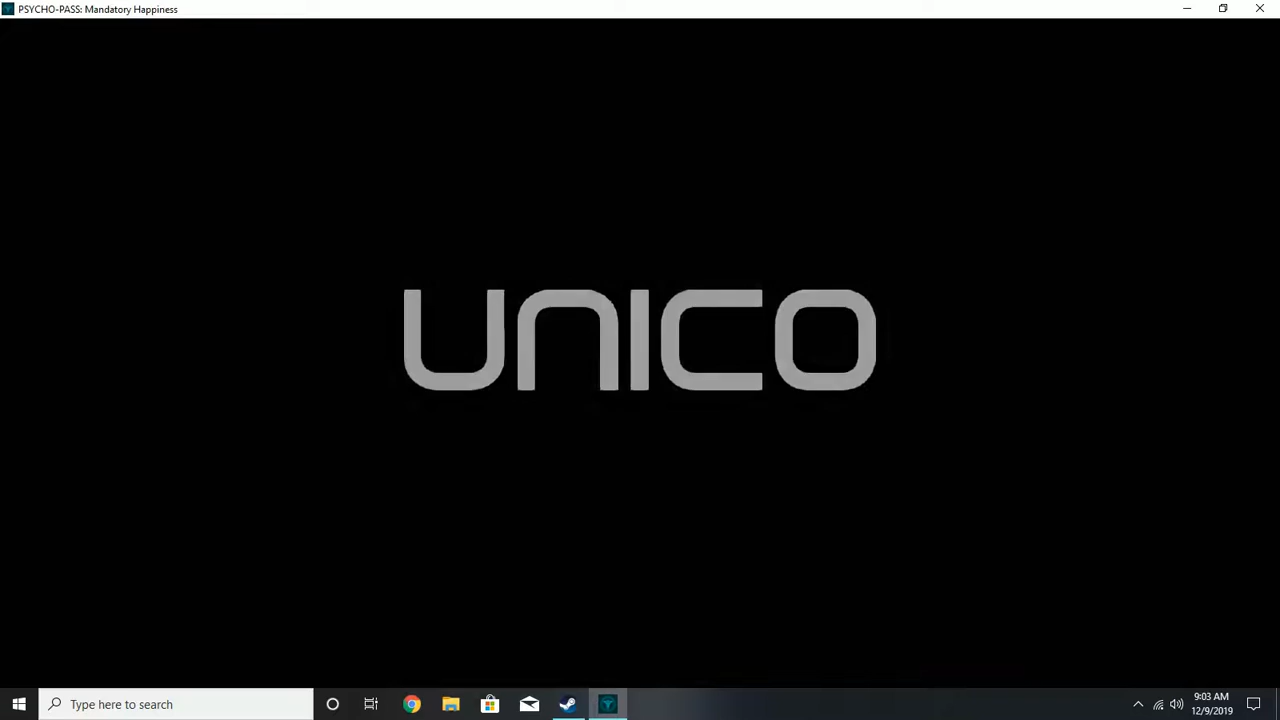 PSYCHO-PASS: Mandatory Happiness
UNICO
Type here to search
9:03 AM
12/9/2019